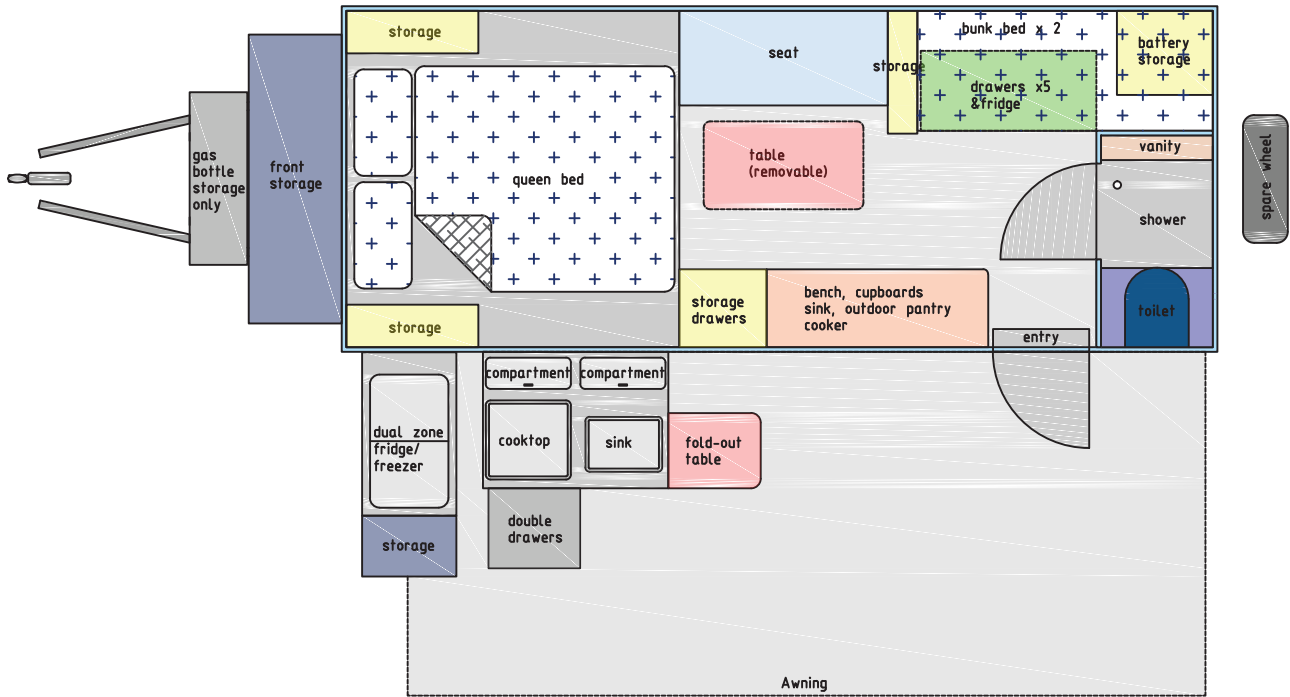 storage
seat
storage
bunk bed x 2
battery
storage
drawers x5
&fridge
gas
bottle
storage
only
front
storage
queen bed
table
(removable)
vanity
shower
spare wheel
storage
storage
drawers
bench, cupboards
sink, outdoor pantry
cooker
entry
toilet
compartment
compartment
dual zone
fridge/
freezer
cooktop
sink
fold-out
table
storage
double
drawers
Awning